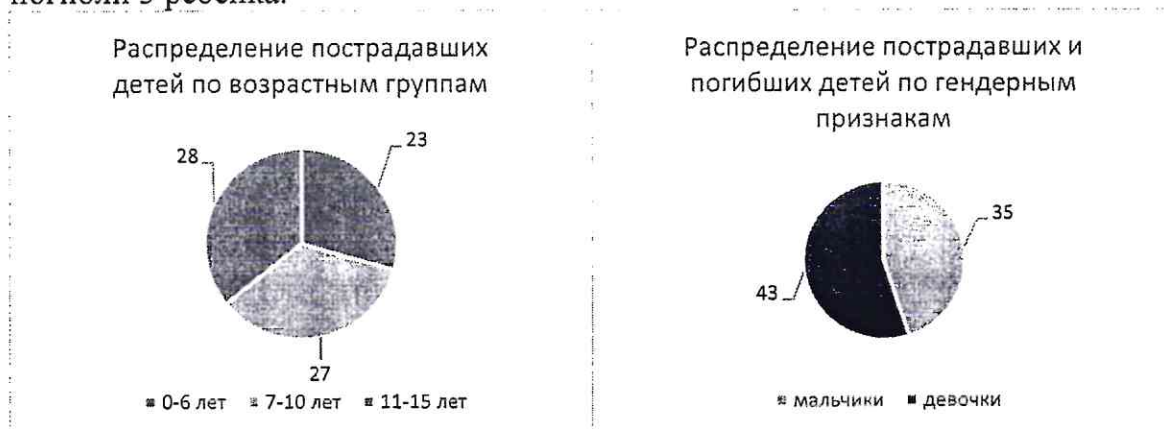 Распределение пострадавших
детей по возрастным группам
28
23
27
0-6 лет 7-10 лет 11-15 лет
Распределение пострадавших и
погибших детей по гендерным
признакам
43
35
мальчики девочки